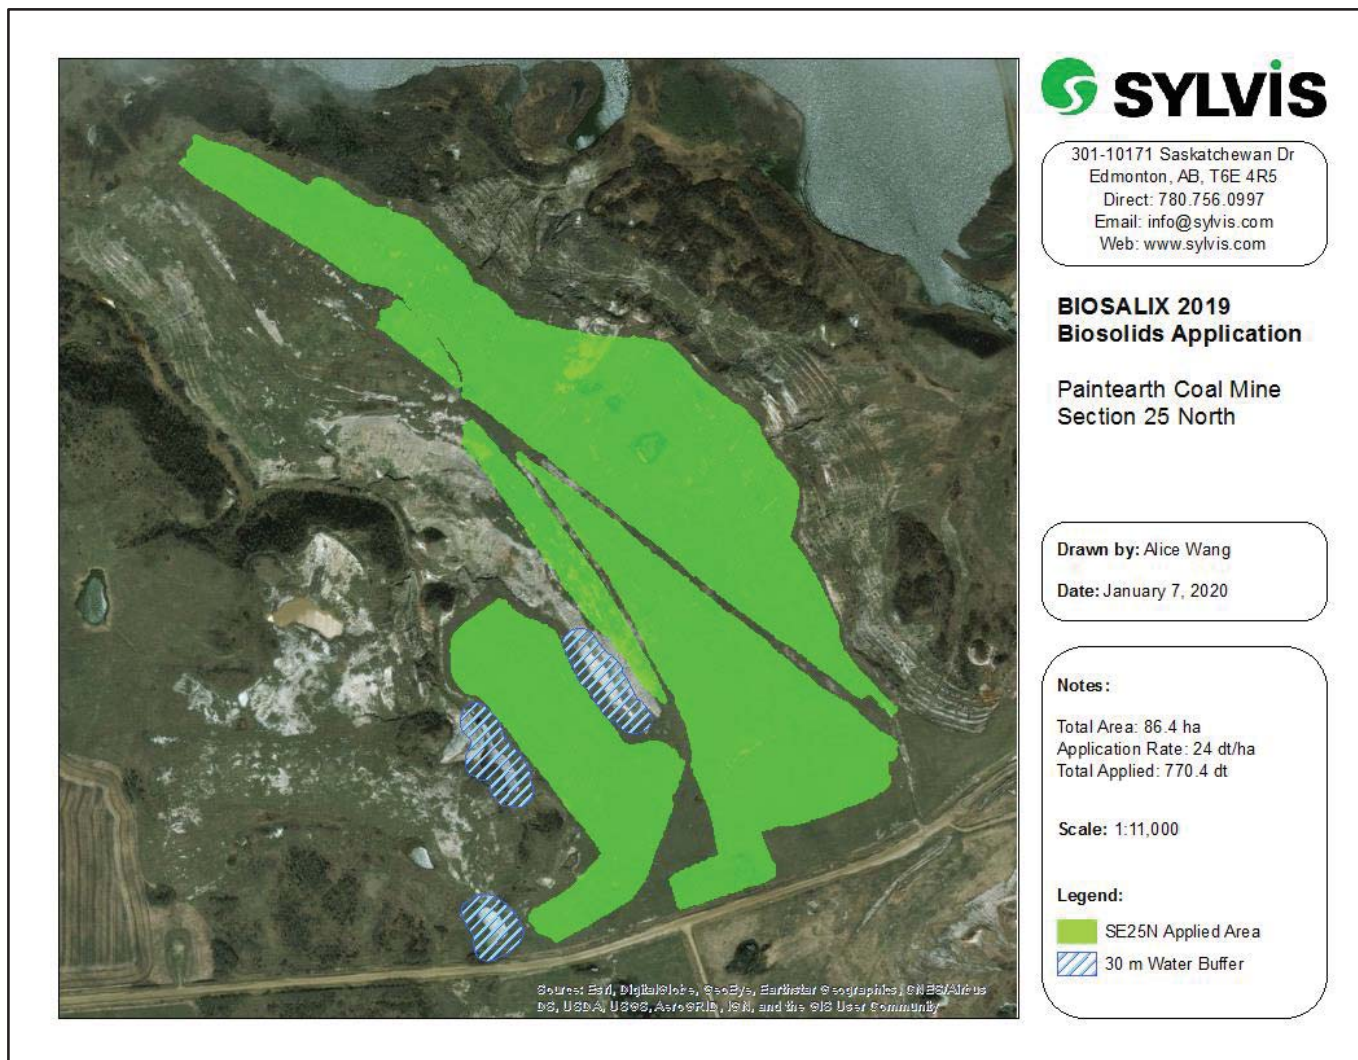 SYLVIS
301-10171 Saskatchewan Dr
Edmonton, AB, T6E 4R5
Direct: 780.756.0997
Email: info@sylvis.com
Web: www.sylvis.com
BIOSALIX 2019
Biosolids Application
Paintearth Coal Mine
Section 25 North
Drawn by: Alice Wang
Date: January 7, 2020
Notes:
Total Area: 86.4 ha
Application Rate: 24 dt/ha
Total Applied: 770.4 dt
Scale: 1:11,000
Legend:
SE25N Applied Area
30 m Water Buffer
Source: Esri, DigitalGlobe, GeoEye, Earthstar Geographics, CNES/Airbus
DS, USDA, USGS, AeroGRID, IGN, and the GIS User Community